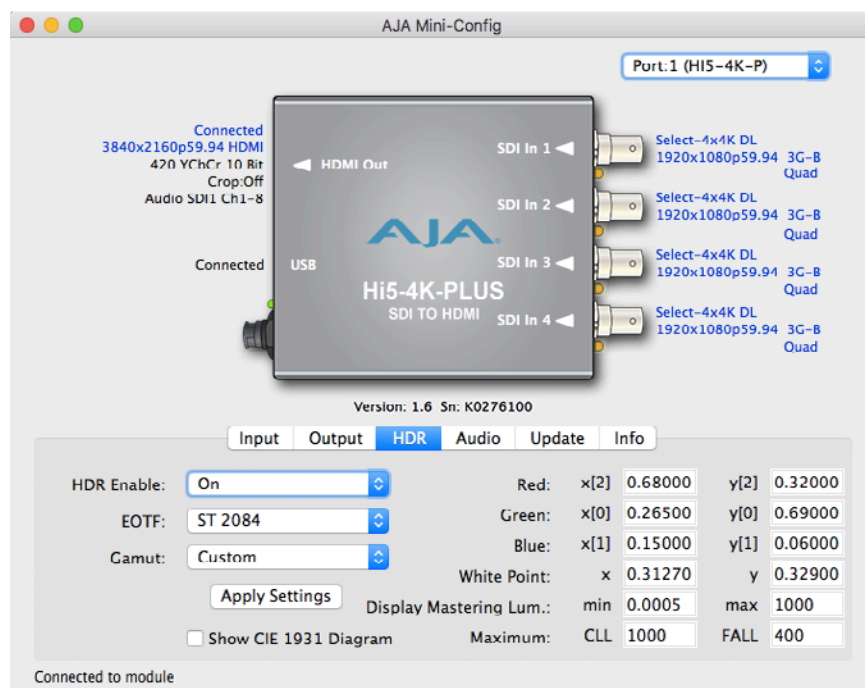 AJA Mini-Config
Port:1 (HI5-4K-P)
Connected
3840x2160p59.94 HDMI
420 YCbCr 10 Bit
Crop:Off
Audio SDI1 Ch1-8
Connected
HDMI Out
USB
SDI In 1
SDI In 2
SDI In 3
SDI In 4
AJA
Hi5-4K-PLUS
SDI TO HDMI
Select-4x4K DL
1920x1080p59.94 3G-B
Quad
Select-4x4K DL
1920x1080p59.94 3G-B
Quad
Select-4x4K DL
1920x1080p59.94 3G-B
Quad
Select-4x4K DL
1920x1080p59.94 3G-B
Quad
Version: 1.6 Sn: K0276100
Input Output HDR Audio Update Info
HDR Enable: On
EOTF: ST 2084
Gamut: Custom
Apply Settings
Show CIE 1931 Diagram
Red: x[2] 0.68000 y[2] 0.32000
Green: x[0] 0.26500 y[0] 0.69000
Blue: x[1] 0.15000 y[1] 0.06000
White Point: x 0.31270 y 0.32900
Display Mastering Lum.: min 0.0005 max 1000
Maximum: CLL 1000 FALL 400
Connected to module